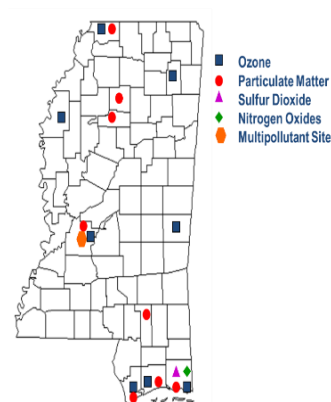 Ozone
Particulate Matter
Sulfur Dioxide
Nitrogen Oxides
Multipollutant Site